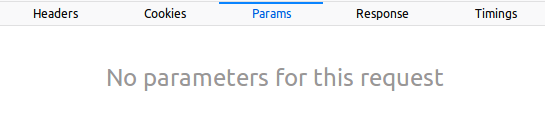 Headers Cookies Params Response Timings
No parameters for this request